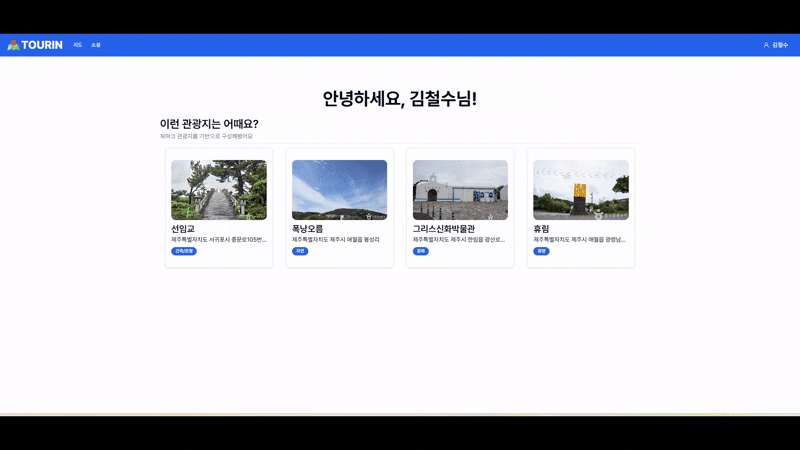 TOURIN
지도
소셜
김철수
안녕하세요, 김철수님!
이런 관광지는 어때요?
북마크 관광지를 기반으로 구성해봤어요
선임교
제주특별자치도 서귀포시 중문로105번...
건축/조형
폭낭오름
제주특별자치도 제주시 애월읍 봉성리
자연
그리스신화박물관
제주특별자치도 제주시 한림읍 광산로...
문화
휴림
제주특별자치도 제주시 애월읍 광령남...